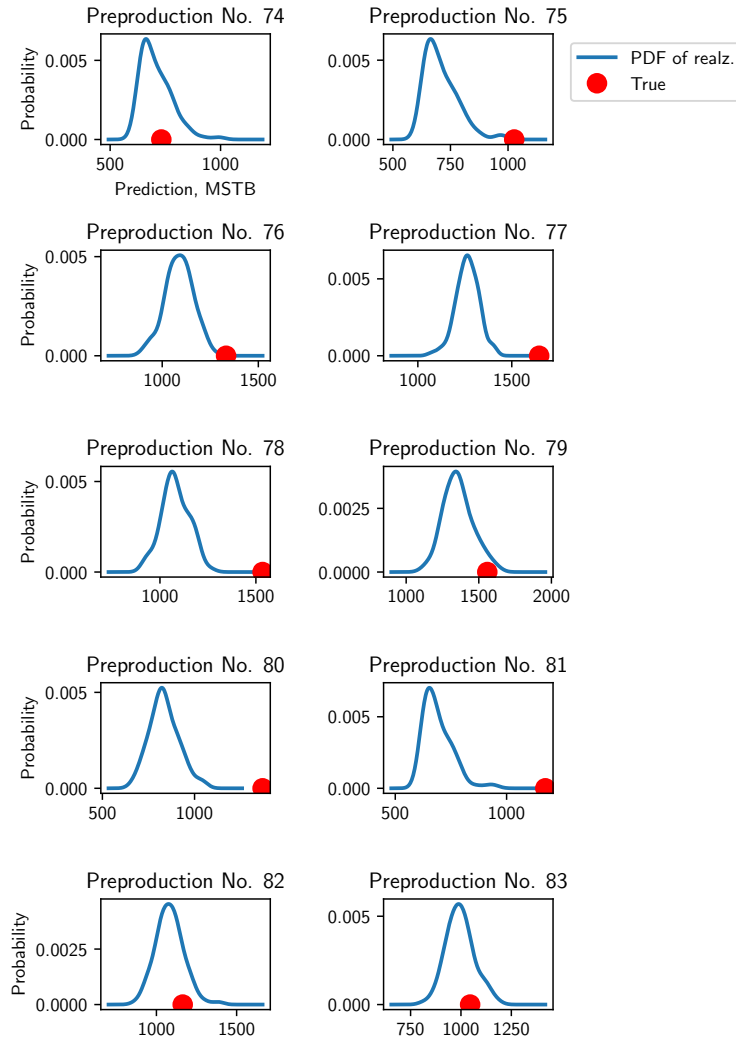 Preproduction No. 74
Preproduction No. 75
0.005
0.000
Probability
500
1000
Prediction, MSTB
0.005
0.000
500
750
1000
PDF of realz.
True
Preproduction No. 76
Preproduction No. 77
0.005
0.000
Probability
1000
1500
0.005
0.000
1000
1500
Preproduction No. 78
Preproduction No. 79
0.005
0.000
Probability
1000
1500
0.0025
0.0000
1000
1500
2000
Preproduction No. 80
Preproduction No. 81
0.005
0.000
Probability
500
1000
0.005
0.000
500
1000
Preproduction No. 82
Preproduction No. 83
0.0025
0.0000
Probability
1000
1500
0.005
0.000
750
1000
1250